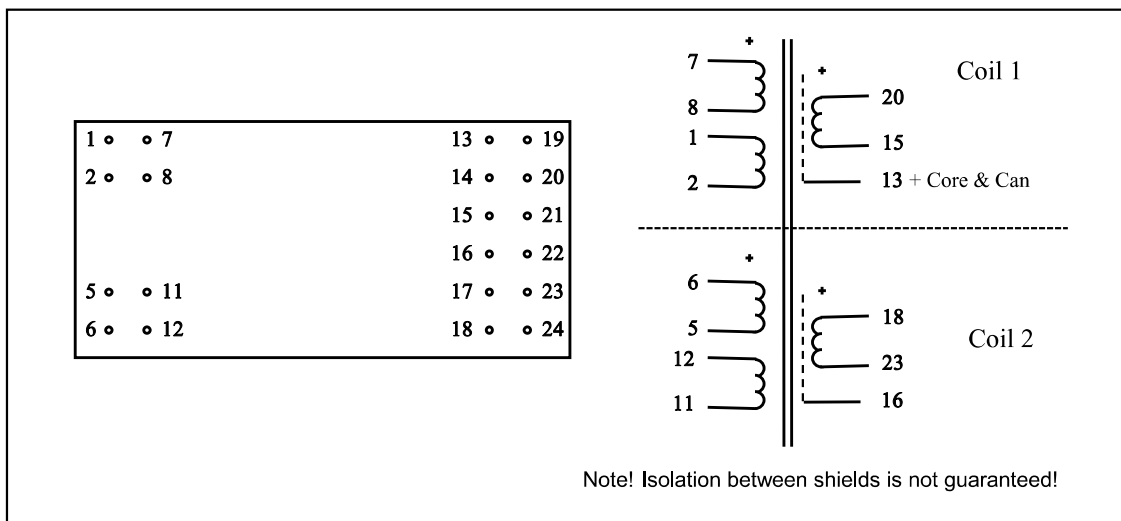 1 7 13 19
2 8 14 20
15 21
16 22
5 11 17 23
6 12 18 24
+
7
8
1
2
+
Coil 1
20
15
13 + Core & Can
+
6
5
12
11
+
18
Coil 2
23
16
Note! Isolation between shields is not guaranteed!